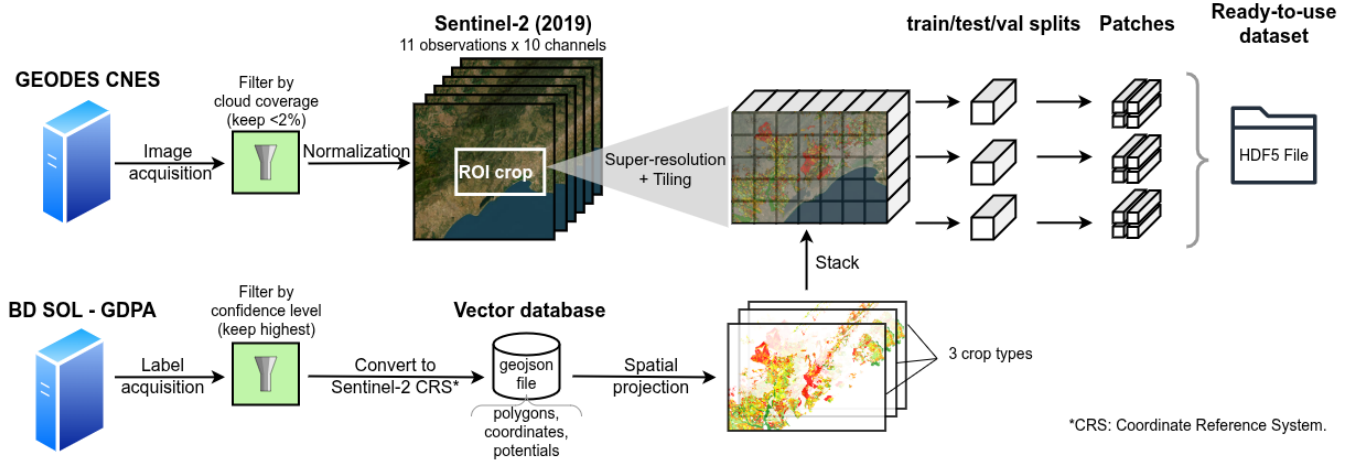 Sentinel-2 (2019)
11 observations x 10 channels
train/test/val splits
Patches
Ready-to-use
dataset
GEODES CNES
Filter by
cloud coverage
(keep <2%)
Image
acquisition
Normalization
ROI crop
Super-resolution
+ Tiling
HDF5 File
Stack
BD SOL - GDPA
Filter by
confidence level
(keep highest)
Vector database
Label
acquisition
Convert to
Sentinel-2 CRS*
geojson
file
Spatial
projection
3 crop types
polygons,
coordinates,
potentials
*CRS: Coordinate Reference System.